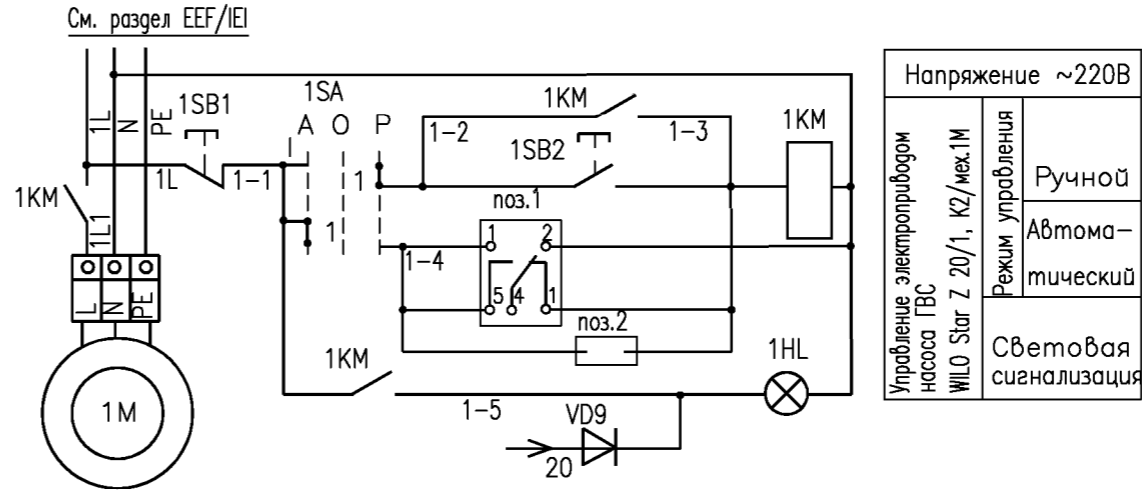 См. раздел EEF/IEI
1L
N
PE
1SB1
1SA
А О Р
1KM
1-2
1-3
1SB2
1KM
1L
1-1
1
1
1KM
1L1
поз.1
1 2
1-4
5 4 1
поз.2
L
N
PE
1M
1KM
1-5
1HL
VD9
20
Напряжение ~220В
Управление электроприводом
насоса ГВС
WILO Star Z 20/1, К2/мех.1М
Режим управления
Ручной
Автома-
тический
Световая
сигнализация